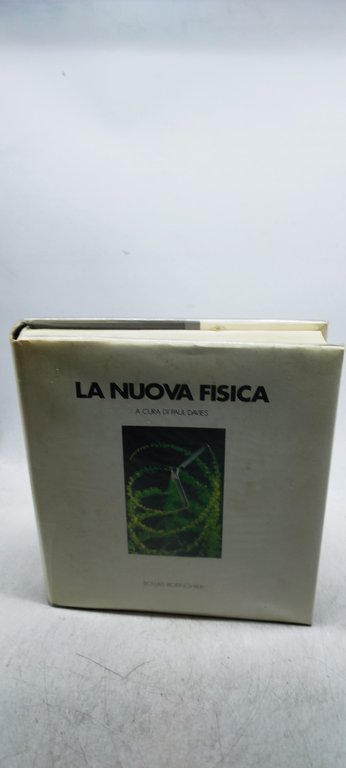 LA NUOVA FISICA
A CURA DI PAUL DAVIES
BOLLATI BORINGHIERI